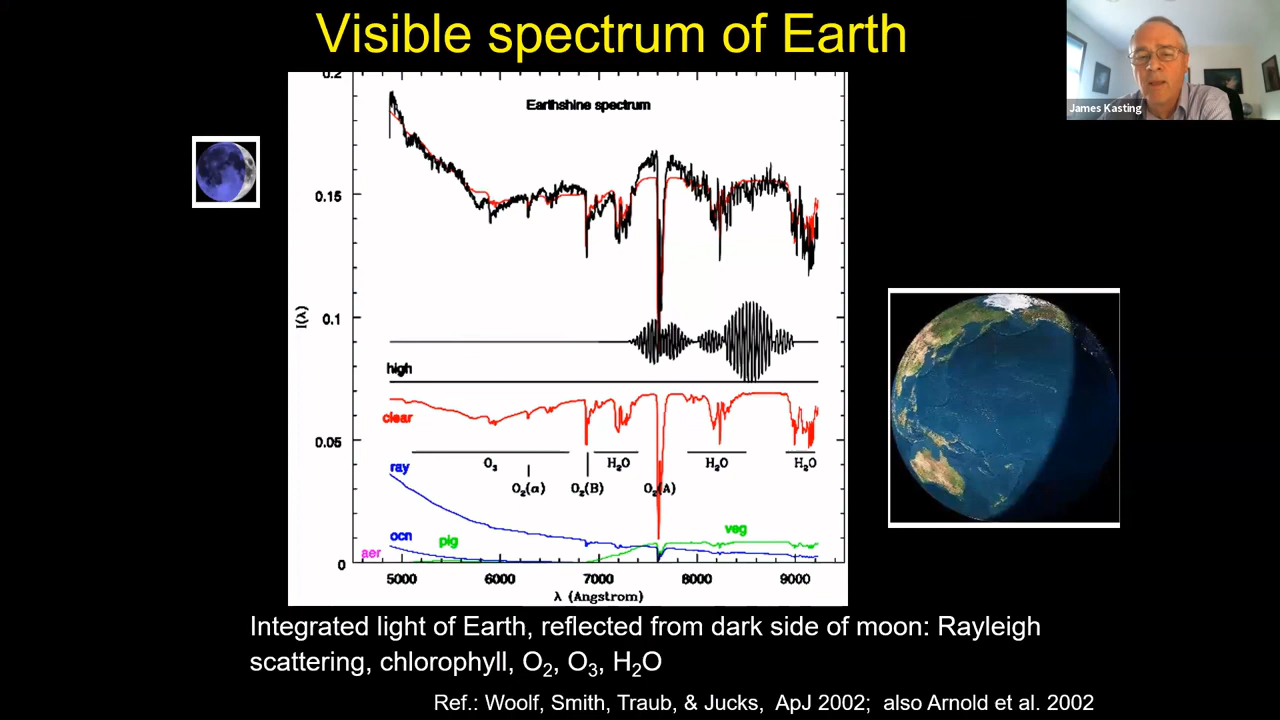 Visible spectrum of Earth
James Kasting
Earthshine spectrum
0.2
0.15
0.1
0.05
0
I(λ)
high
clear
O₃
O₂(α)
O₂(B)
H₂O
O₂(A)
H₂O
H₂O
ray
ocn
aer
pig
veg
5000 6000 7000 8000 9000
λ (Angstrom)
Integrated light of Earth, reflected from dark side of moon: Rayleigh
scattering, chlorophyll, O₂, O₃, H₂O
Ref.: Woolf, Smith, Traub, & Jucks, ApJ 2002; also Arnold et al. 2002